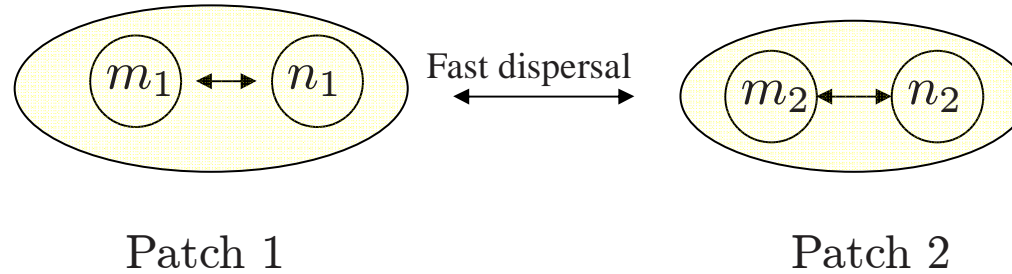 m₁ n₁ Fast dispersal m₂ n₂
Patch 1 Patch 2